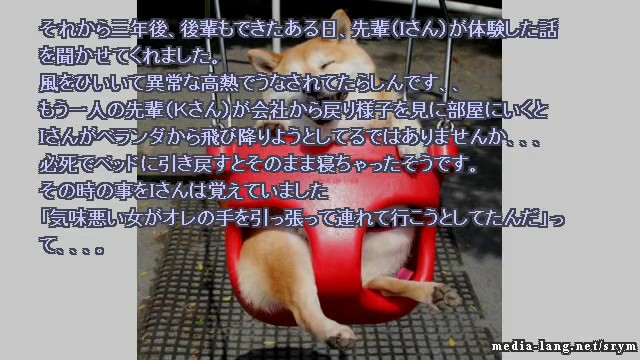 それから三年後、後輩もできたある日、先輩（Iさん）が体験した話
を聞かせてくれました。
風をひいいて異常な高熱でうなされてたらしんです、、
もう一人の先輩（Kさん）が会社から戻り様子を見に部屋にいくと
Iさんがベランダから飛び降りようとしてるではありませんか、、、
必死でベッドに引き戻すとそのまま寝ちゃったそうです。
その時の事をIさんは覚えていました
「気味悪い女がオレの手を引っ張って連れて行こうとしてたんだ」っ
て、、、、。
media-lang.net/srym